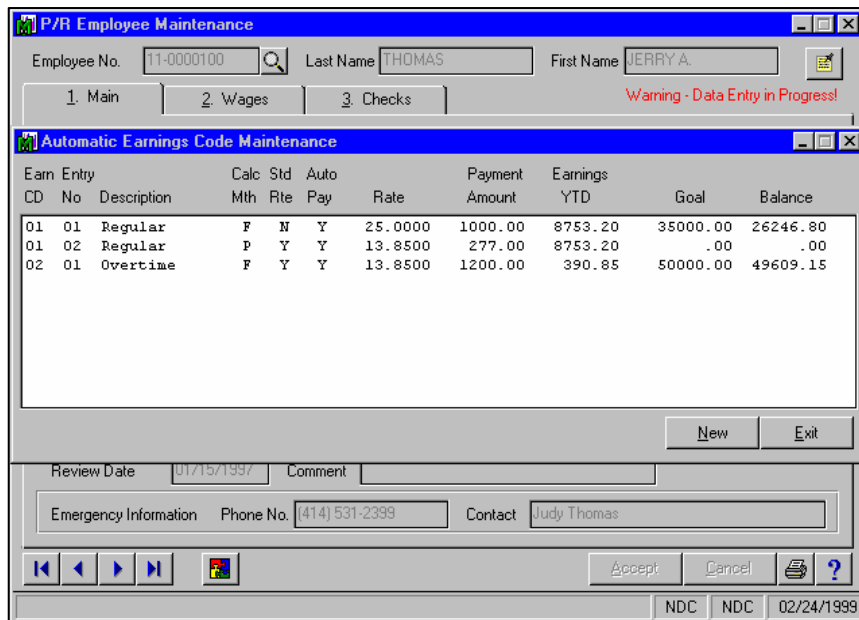 P/R Employee Maintenance
Employee No. 11-0000100 Last Name THOMAS First Name JERRY A.
1. Main 2. Wages 3. Checks Warning - Data Entry in Progress!
Automatic Earnings Code Maintenance
Earn Entry Calc Std Auto Payment Earnings
CD No Description Mth Rte Pay Rate Amount YTD Goal Balance
01 01 Regular F N Y 25.0000 1000.00 8753.20 35000.00 26246.80
01 02 Regular P Y Y 13.8500 277.00 8753.20 .00 .00
02 01 Overtime F Y Y 13.8500 1200.00 390.85 50000.00 49609.15
New Exit
Review Date 01/15/1997 Comment
Emergency Information Phone No. (414) 531-2399 Contact Judy Thomas
Accept Cancel ?
NDC NDC 02/24/1999